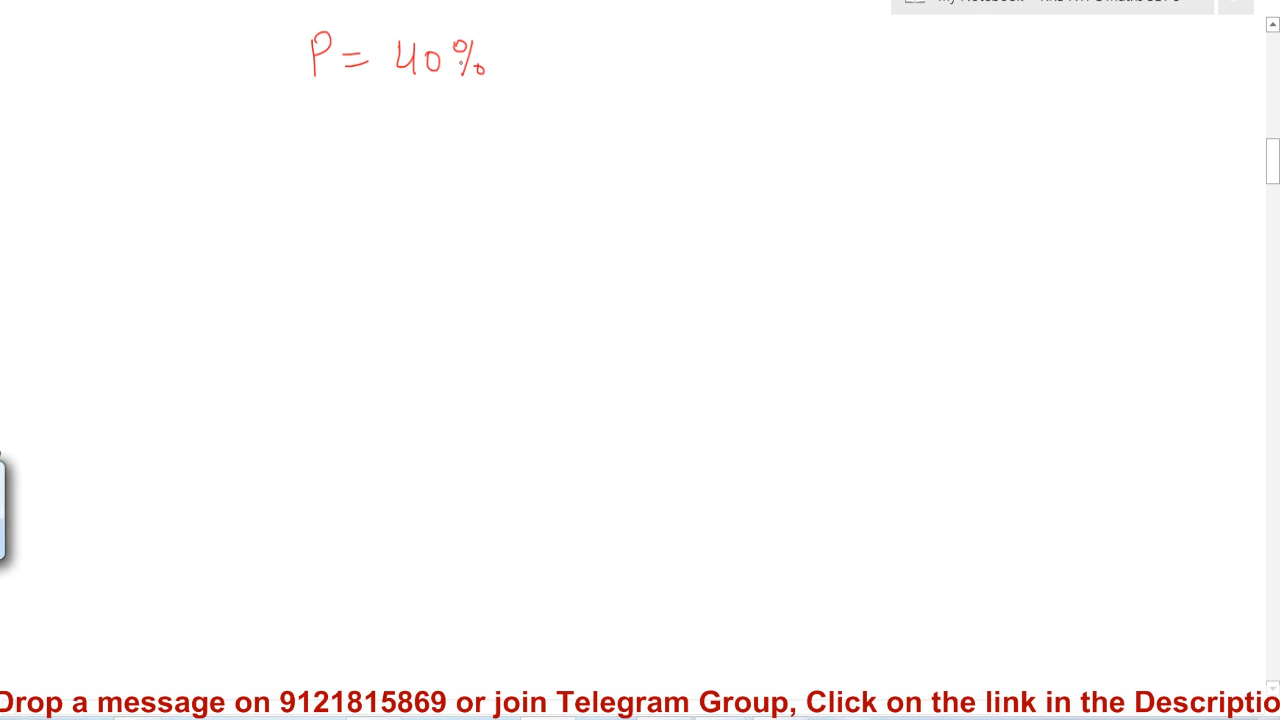 P = 40%
Drop a message on 9121815869 or join Telegram Group, Click on the link in the Descriptio